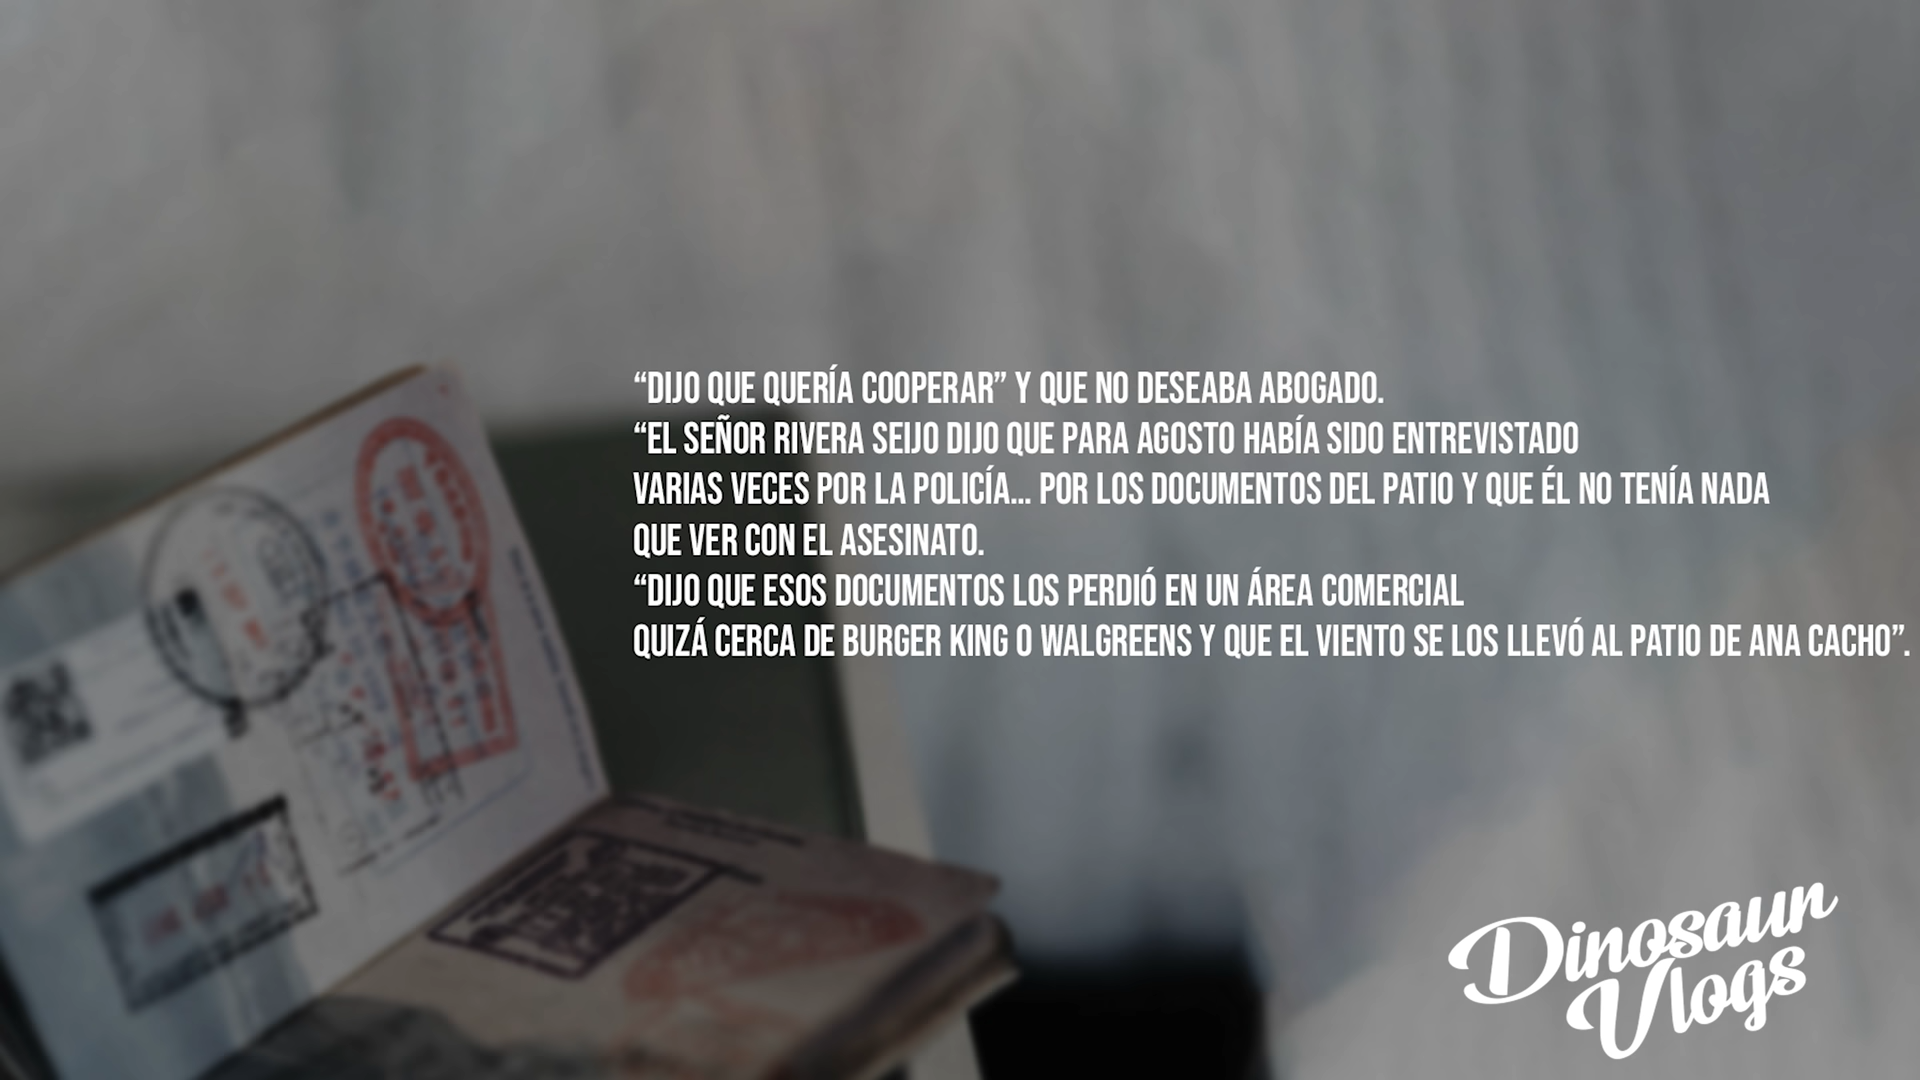 “DIJO QUE QUERÍA COOPERAR” Y QUE NO DESEABA ABOGADO.
“EL SEÑOR RIVERA SEIJO DIJO QUE PARA AGOSTO HABÍA SIDO ENTREVISTADO
VARIAS VECES POR LA POLICÍA... POR LOS DOCUMENTOS DEL PATIO Y QUE ÉL NO TENÍA NADA
QUE VER CON EL ASESINATO.
“DIJO QUE ESOS DOCUMENTOS LOS PERDIÓ EN UN ÁREA COMERCIAL
QUIZÁ CERCA DE BURGER KING O WALGREENS Y QUE EL VIENTO SE LOS LLEVÓ AL PATIO DE ANA CACHO”.
Dinosaur
Vlogs